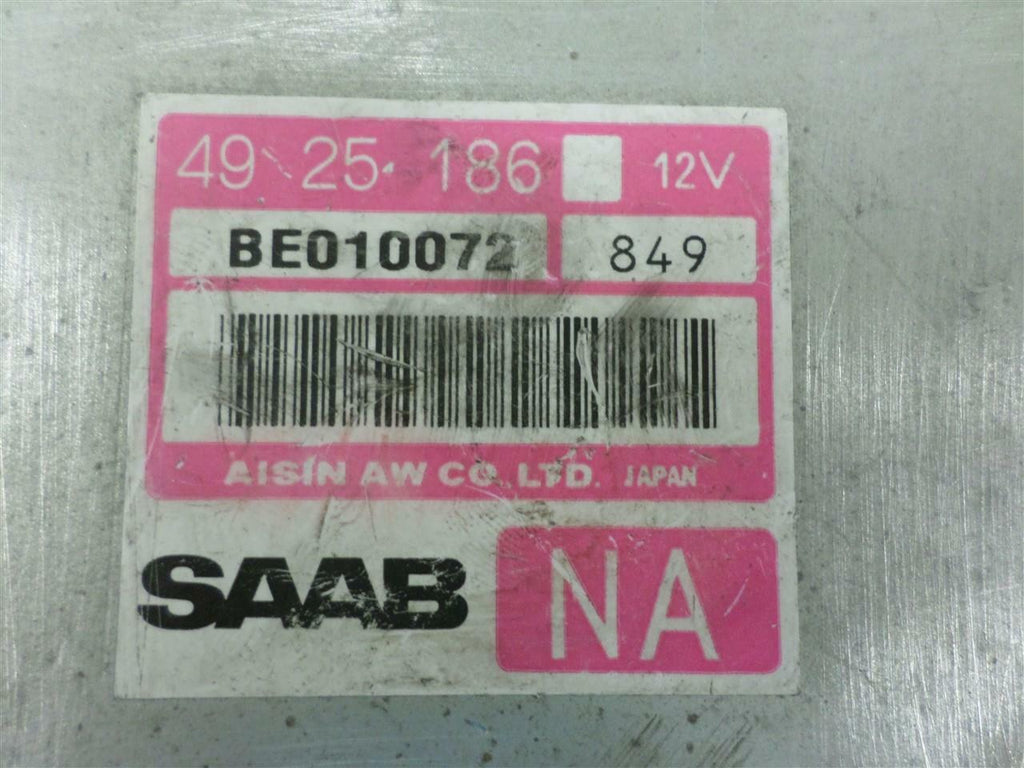 49 25 186 12V
BE010072 849
AISIN AW CO., LTD. JAPAN
SAAB NA